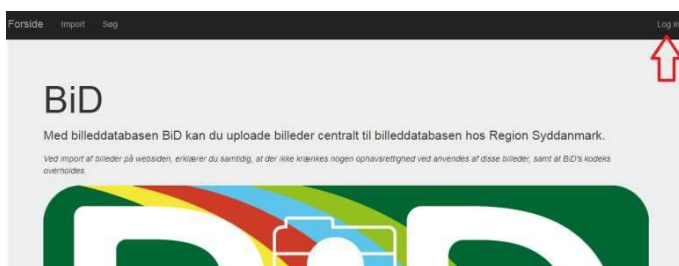 Forside Import Søg Log in
BiD
Med billeddatabasen BiD kan du uploade billeder centralt til billeddatabasen hos Region Syddanmark.
Ved import af billeder på websiden, erklærer du samtidig, at der ikke krænkes nogen ophavsrettighed ved anvendes af disse billeder, samt at BiD's kodeks
overholdes.
BiD